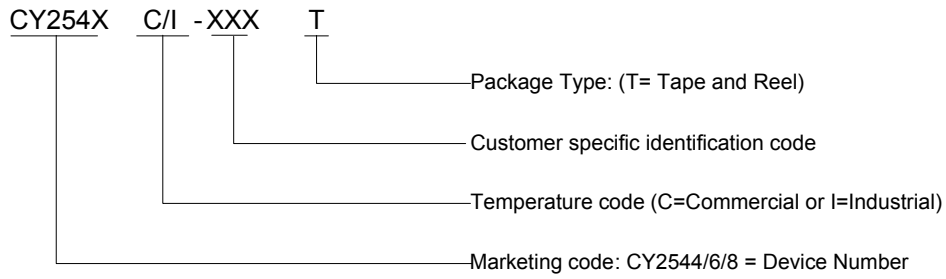 CY254X C/I -XXX T
Package Type: (T= Tape and Reel)
Customer specific identification code
Temperature code (C=Commercial or I=Industrial)
Marketing code: CY2544/6/8 = Device Number